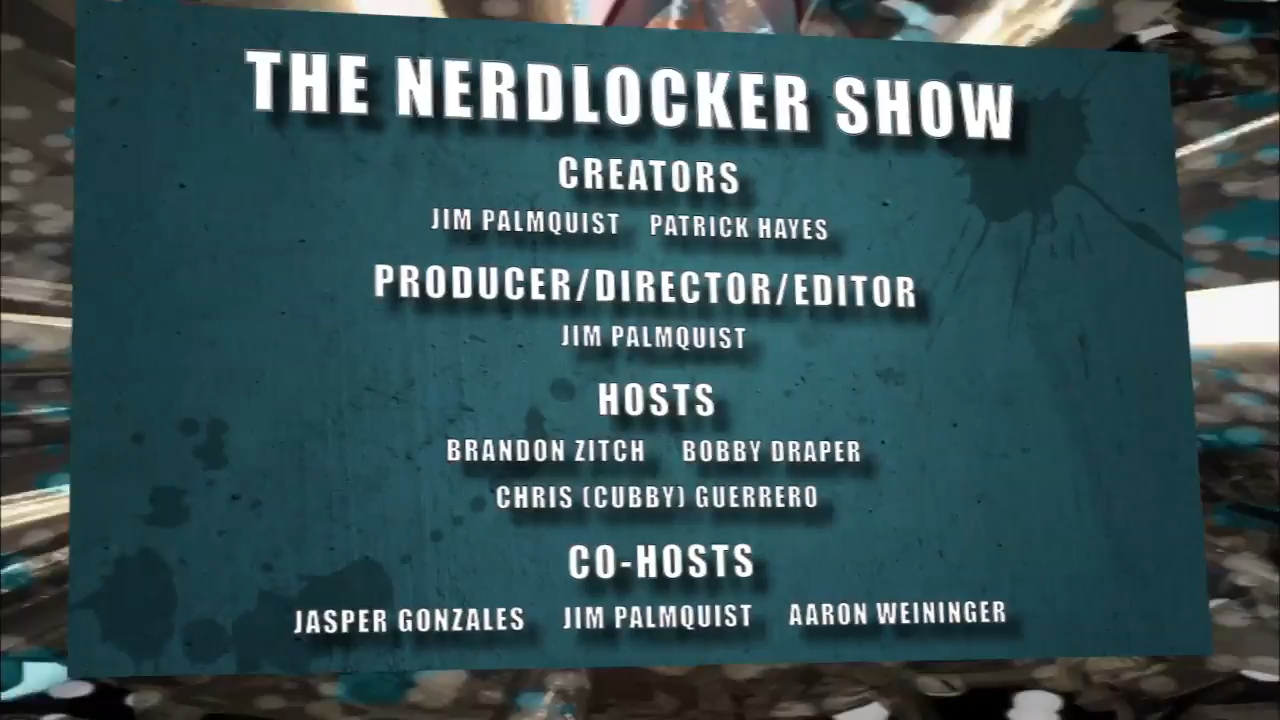 THE NERDLOCKER SHOW
CREATORS
JIM PALMQUIST PATRICK HAYES
PRODUCER/DIRECTOR/EDITOR
JIM PALMQUIST
HOSTS
BRANDON ZITCH BOBBY DRAPER
CHRIS (CUBBY) GUERRERO
CO-HOSTS
JASPER GONZALES JIM PALMQUIST AARON WEININGER